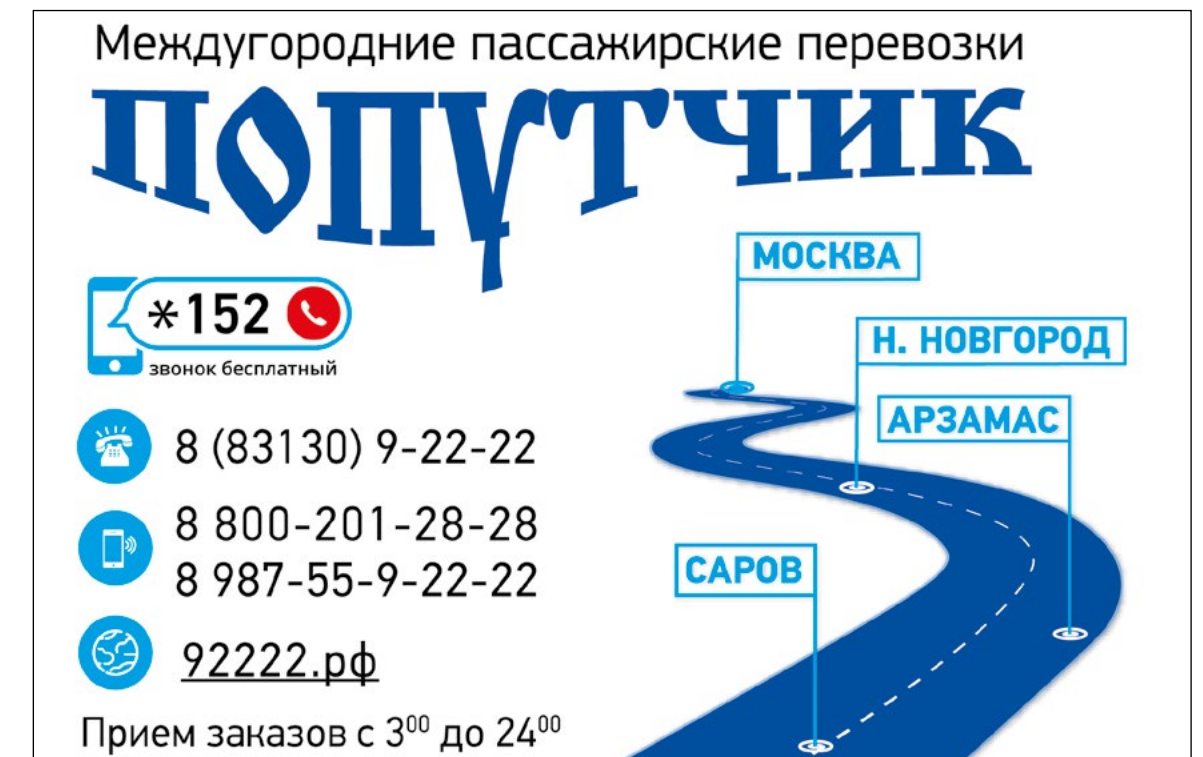 Междугородние пассажирские перевозки
ПОПУТЧИК
МОСКВА
*152
звонок бесплатный
Н. НОВГОРОД
АРЗАМАС
8 (83130) 9-22-22
8 800-201-28-28
8 987-55-9-22-22
САРОВ
92222.рф
Прием заказов с 3⁰⁰ до 24⁰⁰